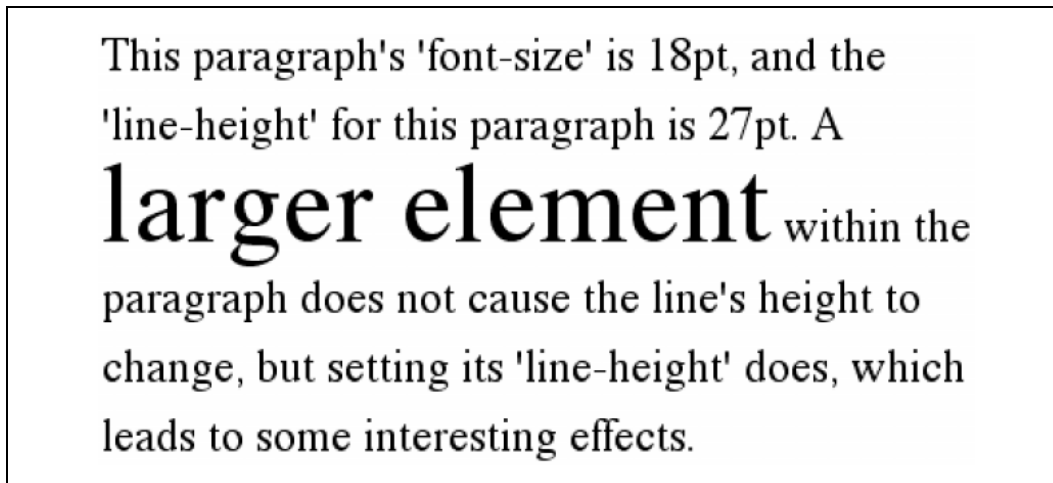 This paragraph's 'font-size' is 18pt, and the
'line-height' for this paragraph is 27pt. A
larger element within the
paragraph does not cause the line's height to
change, but setting its 'line-height' does, which
leads to some interesting effects.